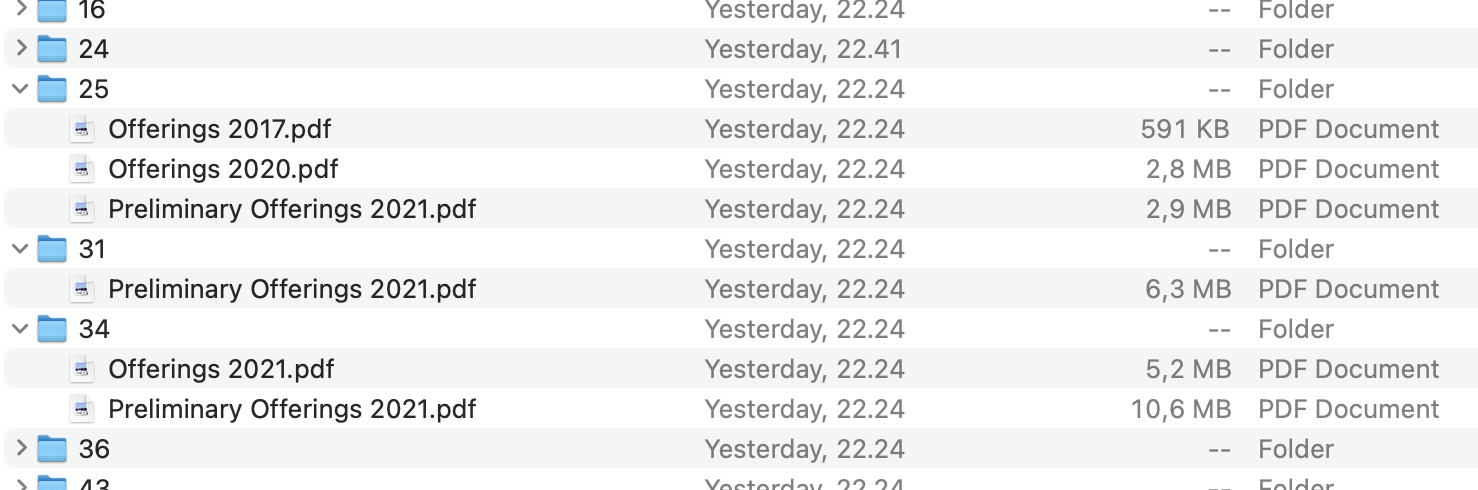 16 Yesterday, 22.24 -- Folder
24 Yesterday, 22.41 -- Folder
25 Yesterday, 22.24 -- Folder
Offerings 2017.pdf Yesterday, 22.24 591 KB PDF Document
Offerings 2020.pdf Yesterday, 22.24 2,8 MB PDF Document
Preliminary Offerings 2021.pdf Yesterday, 22.24 2,9 MB PDF Document
31 Yesterday, 22.24 -- Folder
Preliminary Offerings 2021.pdf Yesterday, 22.24 6,3 MB PDF Document
34 Yesterday, 22.24 -- Folder
Offerings 2021.pdf Yesterday, 22.24 5,2 MB PDF Document
Preliminary Offerings 2021.pdf Yesterday, 22.24 10,6 MB PDF Document
36 Yesterday, 22.24 -- Folder
43 Yesterday, 22.24 -- Folder